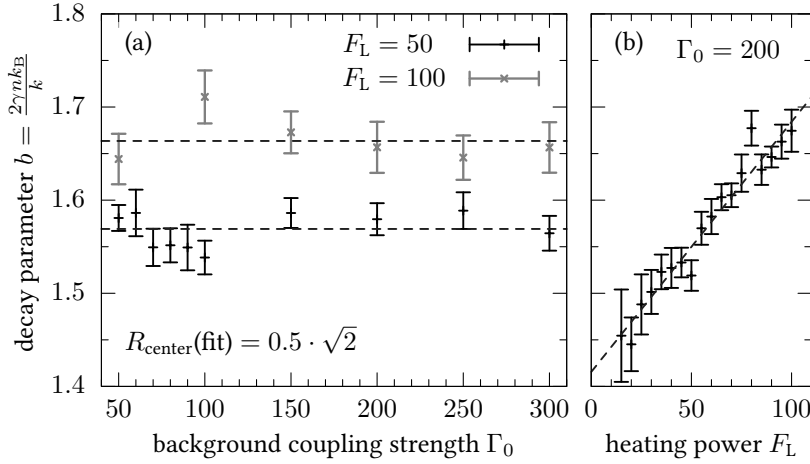 (a)
F_L = 50
F_L = 100
(b)
Γ_0 = 200
decay parameter b = 2γnk_B/k
1.8
1.7
1.6
1.5
1.4
R_center(fit) = 0.5 · √2
50 100 150 200 250 300
0 50 100
background coupling strength Γ_0
heating power F_L